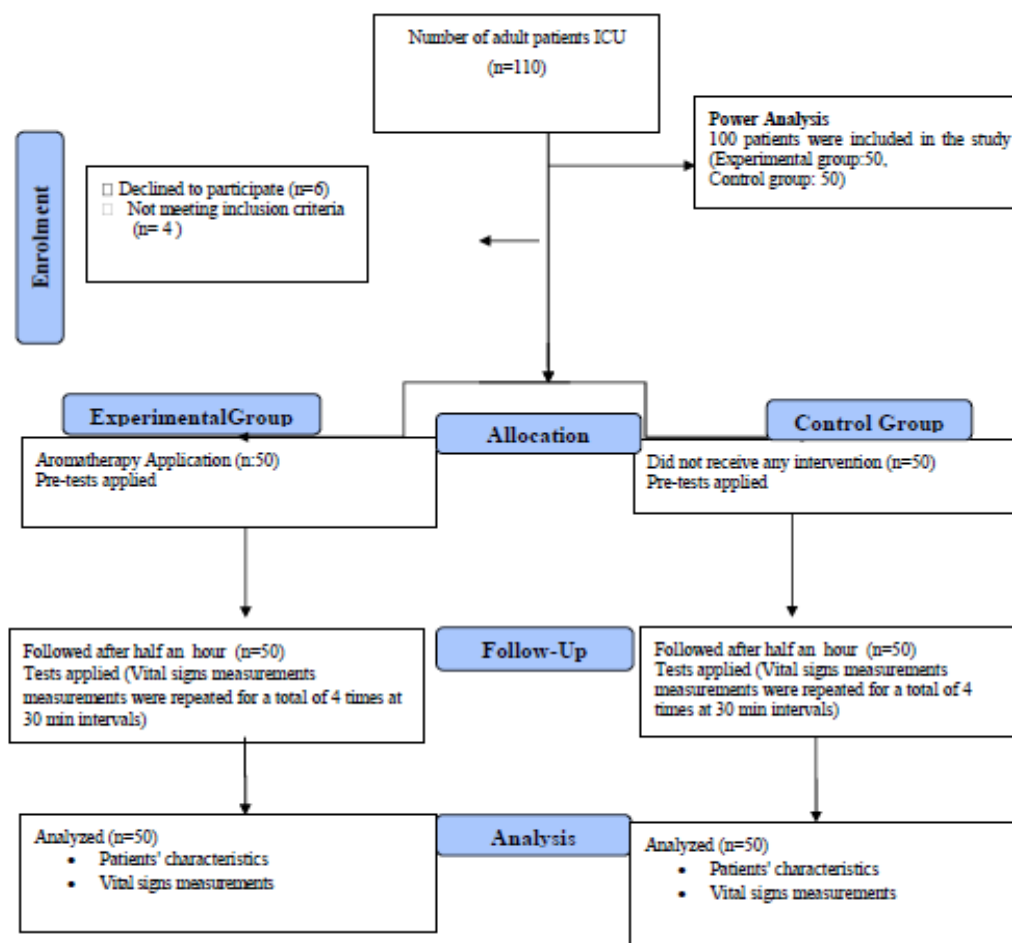 Number of adult patients ICU
(n=110)
Power Analysis
100 patients were included in the study
(Experimental group:50,
Control group: 50)
Enrolment
□ Declined to participate (n=6)
□ Not meeting inclusion criteria
(n= 4 )
ExperimentalGroup
Allocation
Control Group
Aromatherapy Application (n:50)
Pre-tests applied
Did not receive any intervention (n=50)
Pre-tests applied
Followed after half an hour (n=50)
Tests applied (Vital signs measurements
measurements were repeated for a total of 4 times at
30 min intervals)
Follow-Up
Followed after half an hour (n=50)
Tests applied (Vital signs measurements
measurements were repeated for a total of 4
times at 30 min intervals)
Analyzed (n=50)
• Patients' characteristics
• Vital signs measurements
Analysis
Analyzed (n=50)
• Patients' characteristics
• Vital signs measurements